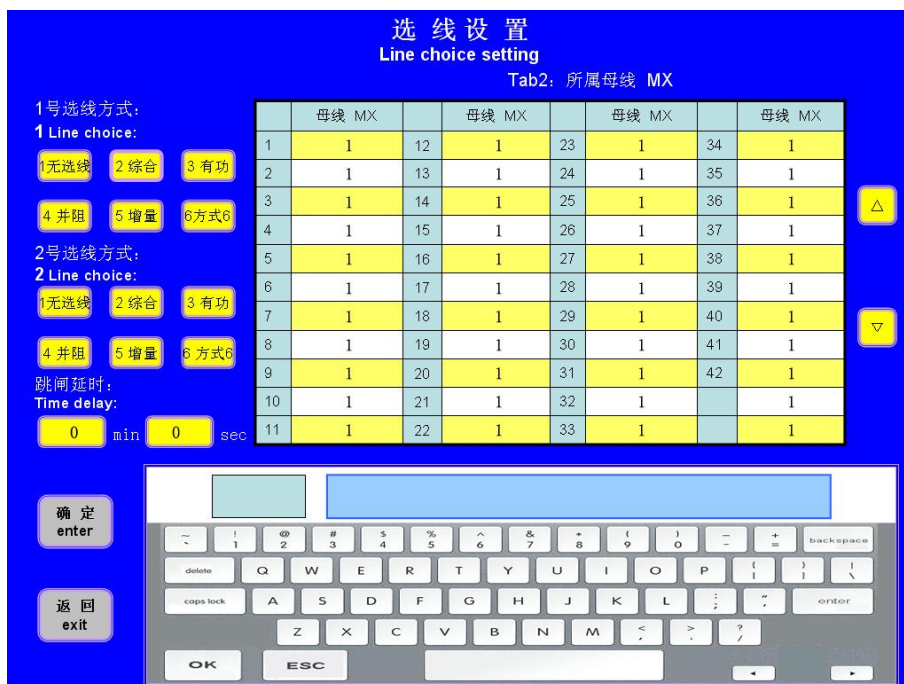 选 线 设 置
Line choice setting
Tab2: 所属母线 MX
1号选线方式:
1 Line choice:
1无选线 2 综合 3 有功
4 并阻 5 增量 6方式6
2号选线方式:
2 Line choice:
1无选线 2 综合 3 有功
4 并阻 5 增量 6 方式6
跳闸延时:
Time delay:
0 min 0 sec
母线 MX 母线 MX 母线 MX 母线 MX
1 1 12 1 23 1 34 1
2 1 13 1 24 1 35 1
3 1 14 1 25 1 36 1
4 1 15 1 26 1 37 1
5 1 16 1 27 1 38 1
6 1 17 1 28 1 39 1
7 1 18 1 29 1 40 1
8 1 19 1 30 1 41 1
9 1 20 1 31 1 42 1
10 1 21 1 32 1 1
11 1 22 1 33 1 1
确 定
enter
返 回
exit
~ ! @ # $ % ^ & * ( ) _ +
` 1 2 3 4 5 6 7 8 9 0 - = backspace
delete Q W E R T Y U I O P { [ } ] | \
caps lock A S D F G H J K L : ; " ' enter
Z X C V B N M < , > . ? /
OK ESC